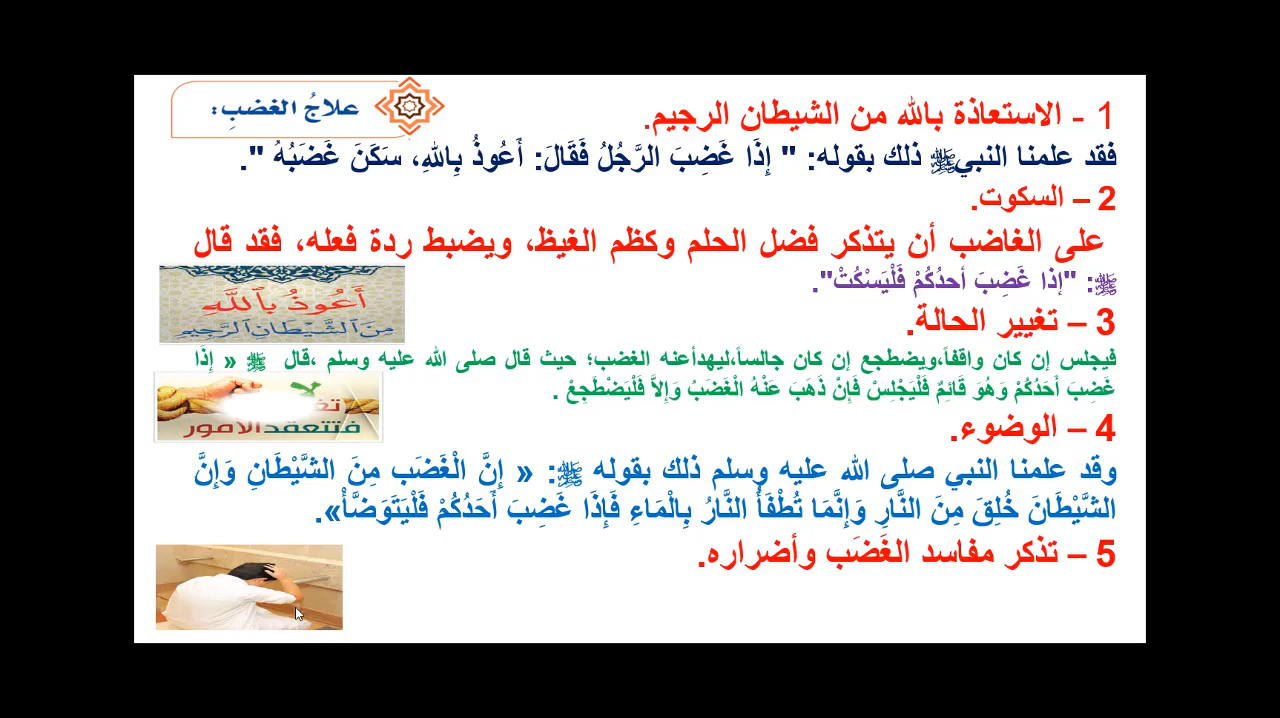 علاجُ الغضبِ:
1 - الاستعاذة بالله من الشيطان الرجيم.
فقد علمنا النبيﷺ ذلك بقوله: " إِذَا غَضِبَ الرَّجُلُ فَقَالَ: أَعُوذُ بِاللهِ، سَكَنَ غَضَبُهُ ".
2 – السكوت.
على الغاضب أن يتذكر فضل الحلم وكظم الغيظ، ويضبط ردة فعله، فقد قال
ﷺ: "إذا غَضِبَ أحدُكُمْ فَلْيَسْكُتْ".
أَعُوذُ بِٱللَّهِ
مِنَ ٱلشَّيْطَانِ ٱلرَّجِيمِ
3 – تغيير الحالة.
فيجلس إن كان واقفاً،ويضطجع إن كان جالساً،ليهدأعنه الغضب؛ حيث قال صلى الله عليه وسلم ،قال ﷺ « إِذَا
غَضِبَ أَحَدُكُمْ وَهُوَ قَائِمٌ فَلْيَجْلِسْ فَإِنْ ذَهَبَ عَنْهُ الْغَضَبُ وَإِلاَّ فَلْيَضْطَجِعْ .
لا
فتتعقد الأمور
4 – الوضوء.
وقد علمنا النبي صلى الله عليه وسلم ذلك بقوله ﷺ: « إِنَّ الْغَضَب مِنَ الشَّيْطَانِ وَإِنَّ
الشَّيْطَانَ خُلِقَ مِنَ النَّارِ وَإِنَّمَا تُطْفَأُ النَّارُ بِالْمَاءِ فَإِذَا غَضِبَ أَحَدُكُمْ فَلْيَتَوَضَّأْ».
5 – تذكر مفاسد الغَضَب وأضراره.